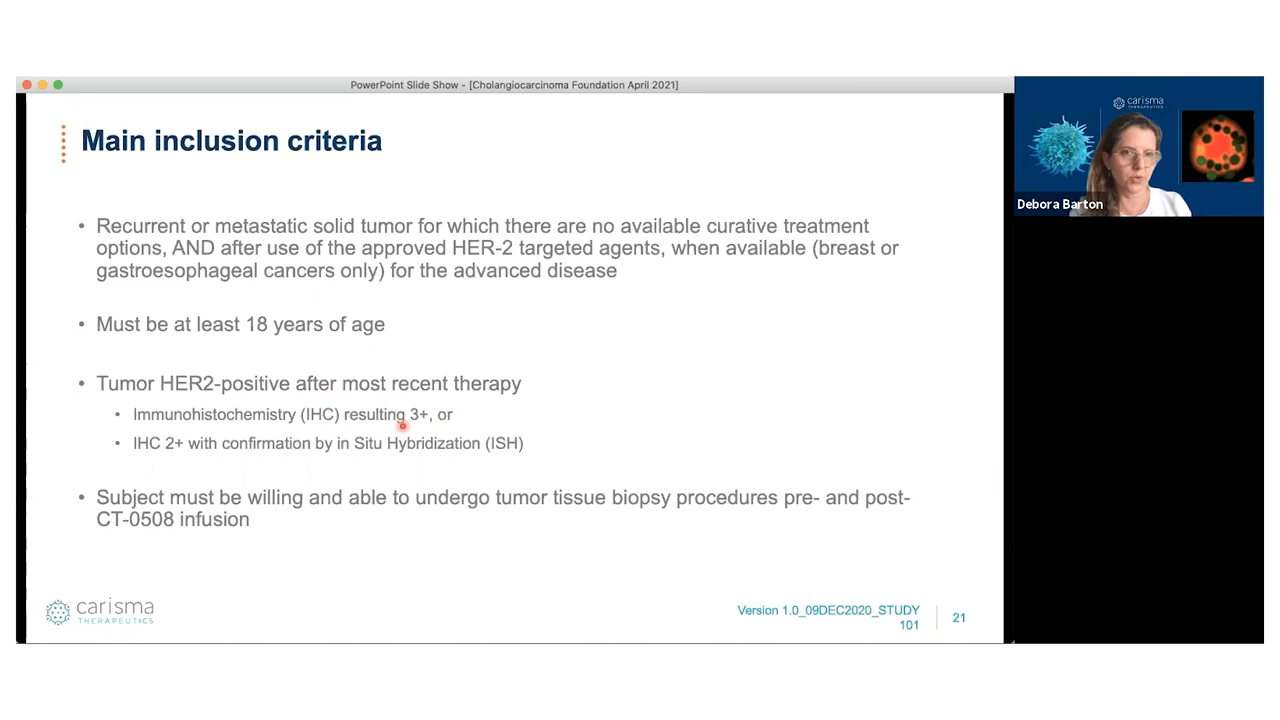 PowerPoint Slide Show - [Cholangiocarcinoma Foundation April 2021]
Main inclusion criteria
• Recurrent or metastatic solid tumor for which there are no available curative treatment
options, AND after use of the approved HER-2 targeted agents, when available (breast or
gastroesophageal cancers only) for the advanced disease
• Must be at least 18 years of age
• Tumor HER2-positive after most recent therapy
• Immunohistochemistry (IHC) resulting 3+, or
• IHC 2+ with confirmation by in Situ Hybridization (ISH)
• Subject must be willing and able to undergo tumor tissue biopsy procedures pre- and post-
CT-0508 infusion
carisma
THERAPEUTICS
Version 1.0_09DEC2020_STUDY
101
21
carisma
THERAPEUTICS
Debora Barton